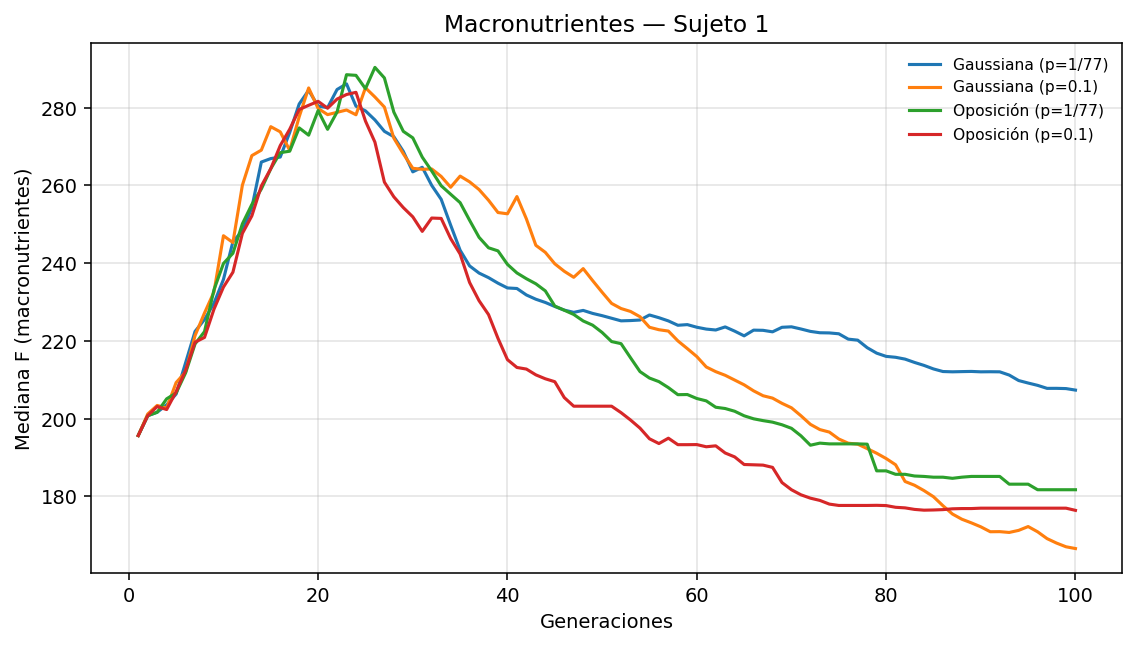 Macronutrientes — Sujeto 1
Gaussiana (p=1/77)
Gaussiana (p=0.1)
Oposición (p=1/77)
Oposición (p=0.1)
Mediana F (macronutrientes)
280
260
240
220
200
180
0 20 40 60 80 100
Generaciones